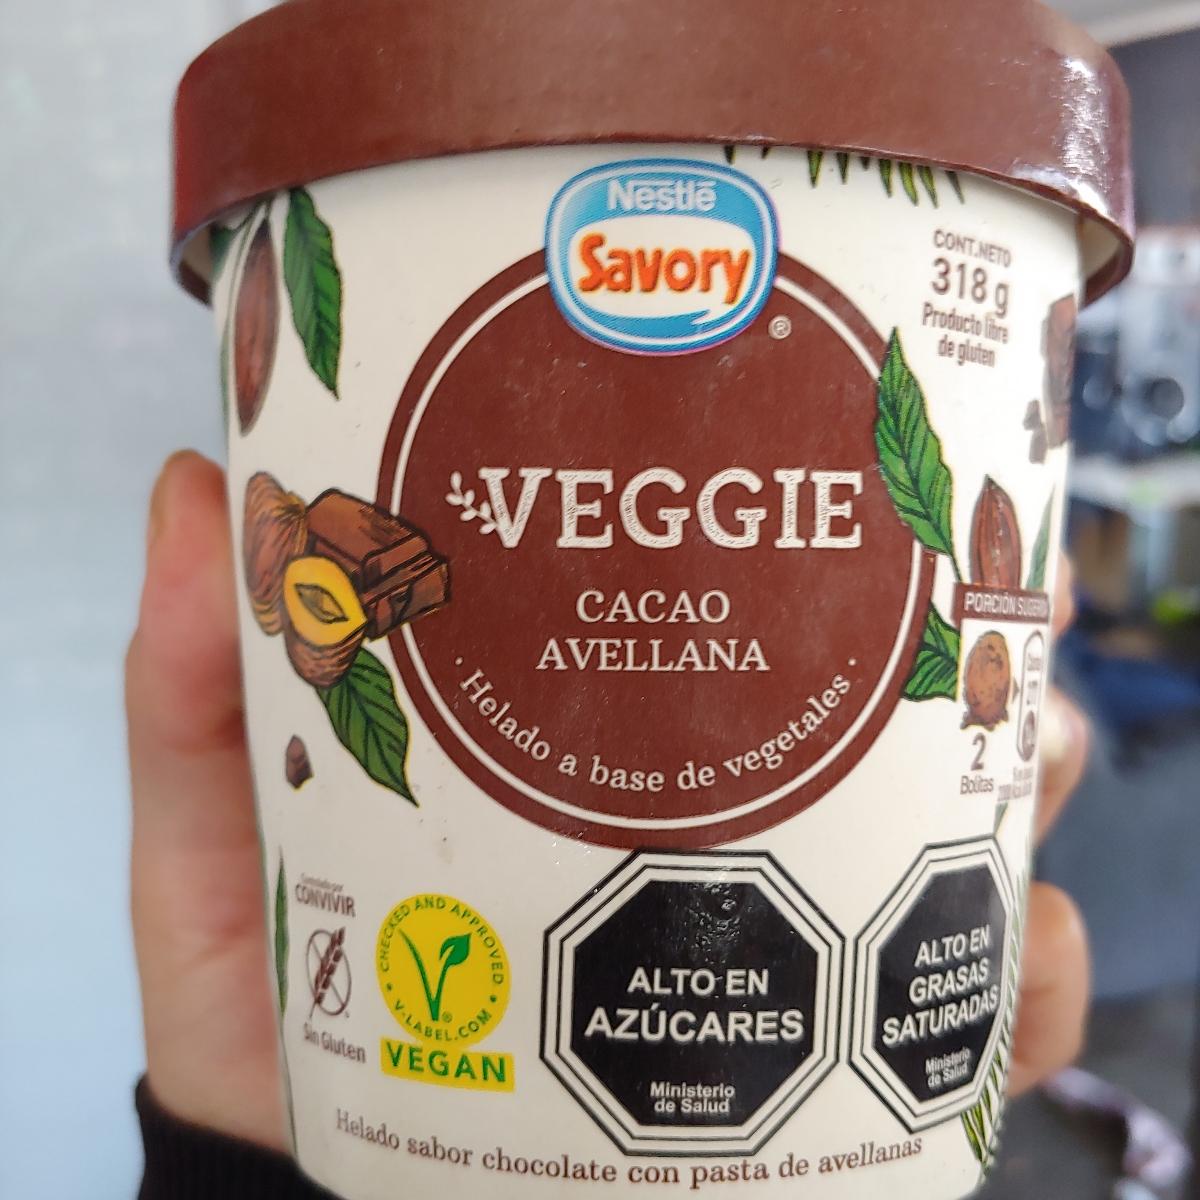 Nestlé
Savory
®
CONT.NETO
318 g
Producto libre
de gluten
VEGGIE
CACAO
AVELLANA
· Helado a base de vegetales ·
PORCIÓN
2
Bolitas
CONVIVIR
Sin Gluten
CHECKED AND APPROVED
• V-LABEL.COM •
®
VEGAN
ALTO EN
AZÚCARES
Ministerio
de Salud
ALTO EN
GRASAS
SATURADAS
Ministerio
de Salud
Helado sabor chocolate con pasta de avellanas